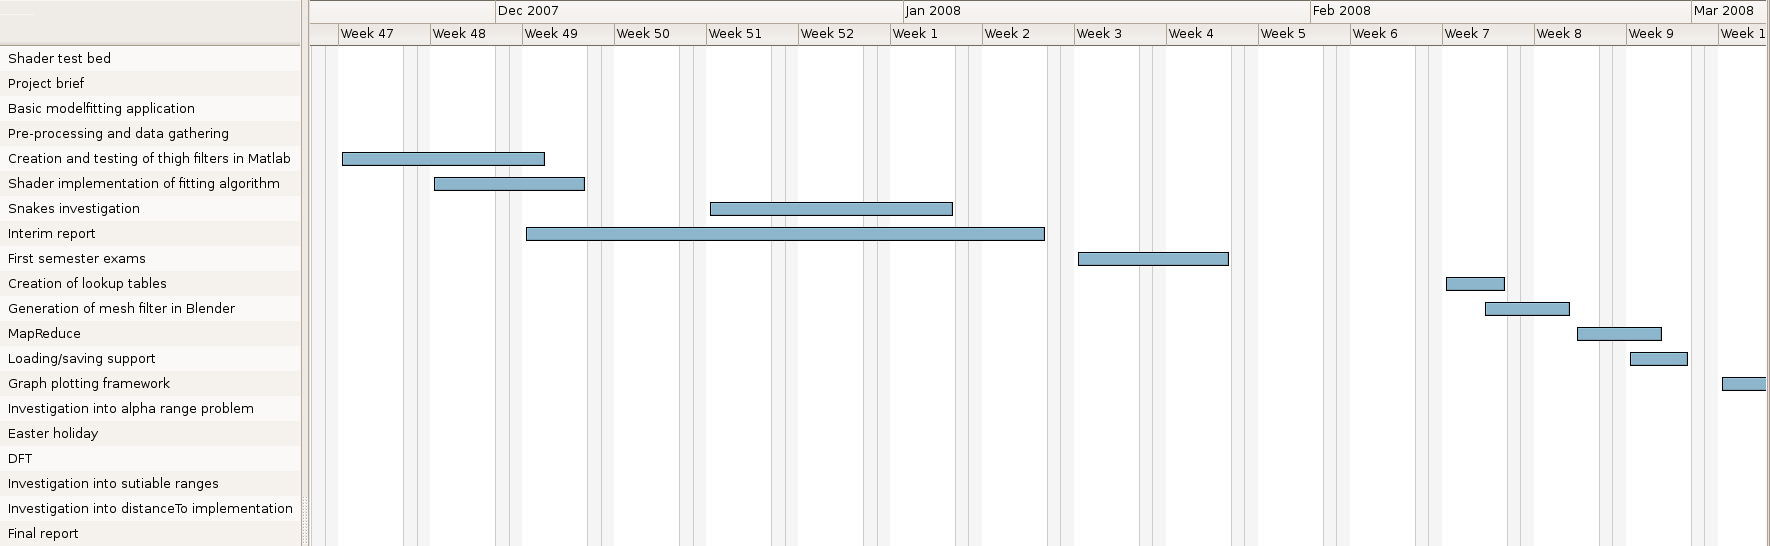 Dec 2007 Jan 2008 Feb 2008 Mar 2008
Week 47 Week 48 Week 49 Week 50 Week 51 Week 52 Week 1 Week 2 Week 3 Week 4 Week 5 Week 6 Week 7 Week 8 Week 9 Week 1
Shader test bed
Project brief
Basic modelfitting application
Pre-processing and data gathering
Creation and testing of thigh filters in Matlab
Shader implementation of fitting algorithm
Snakes investigation
Interim report
First semester exams
Creation of lookup tables
Generation of mesh filter in Blender
MapReduce
Loading/saving support
Graph plotting framework
Investigation into alpha range problem
Easter holiday
DFT
Investigation into sutiable ranges
Investigation into distanceTo implementation
Final report